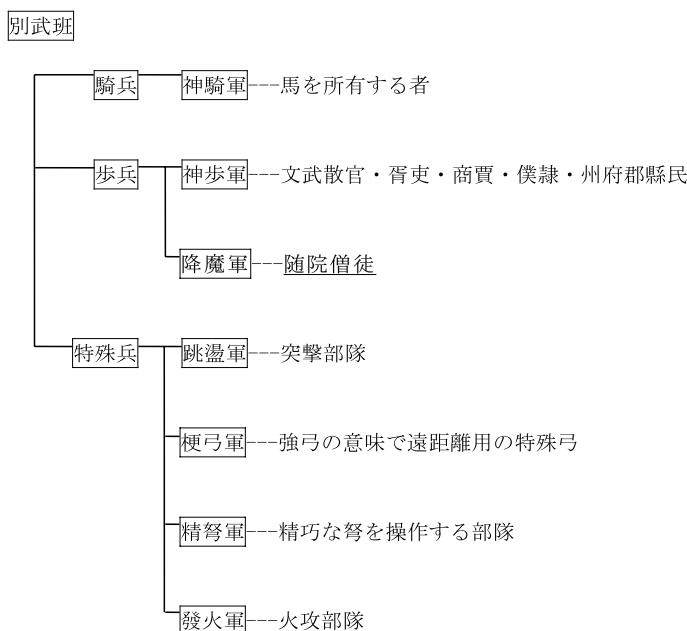 別武班
騎兵 神騎軍---馬を所有する者
歩兵 神歩軍---文武散官・胥吏・商賈・僕隷・州府郡縣民
降魔軍---随院僧徒
特殊兵 跳盪軍---突撃部隊
梗弓軍---強弓の意味で遠距離用の特殊弓
精弩軍---精巧な弩を操作する部隊
發火軍---火攻部隊